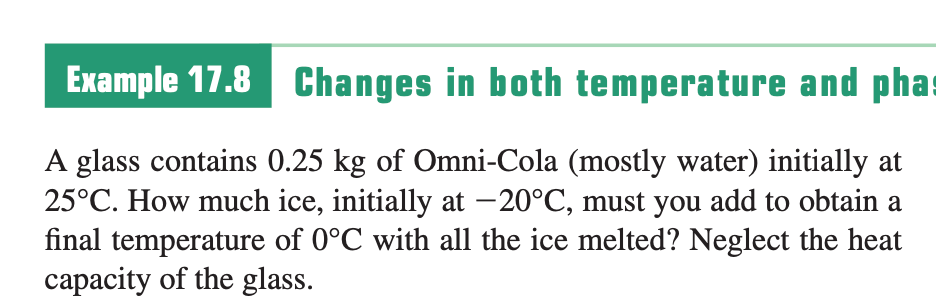 Example 17.8 Changes in both temperature and phas
A glass contains 0.25 kg of Omni-Cola (mostly water) initially at
25°C. How much ice, initially at −20°C, must you add to obtain a
final temperature of 0°C with all the ice melted? Neglect the heat
capacity of the glass.